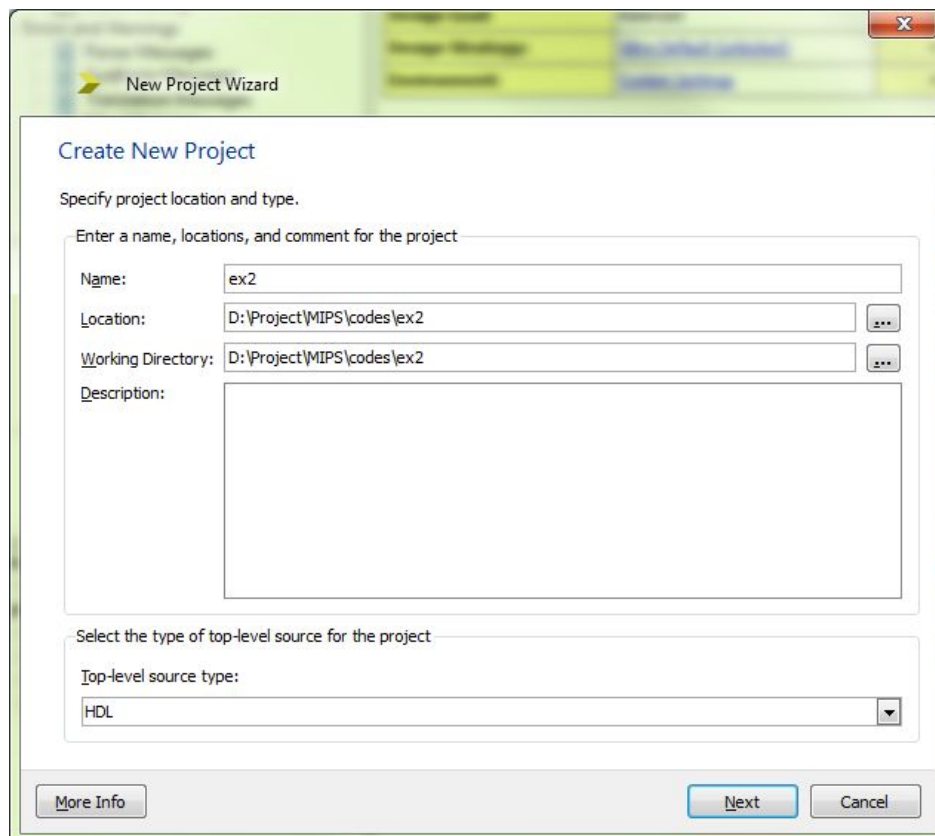 New Project Wizard
Create New Project
Specify project location and type.
Enter a name, locations, and comment for the project
Name: ex2
Location: D:\Project\MIPS\codes\ex2 ...
Working Directory: D:\Project\MIPS\codes\ex2 ...
Description:
Select the type of top-level source for the project
Top-level source type:
HDL
More Info Next Cancel